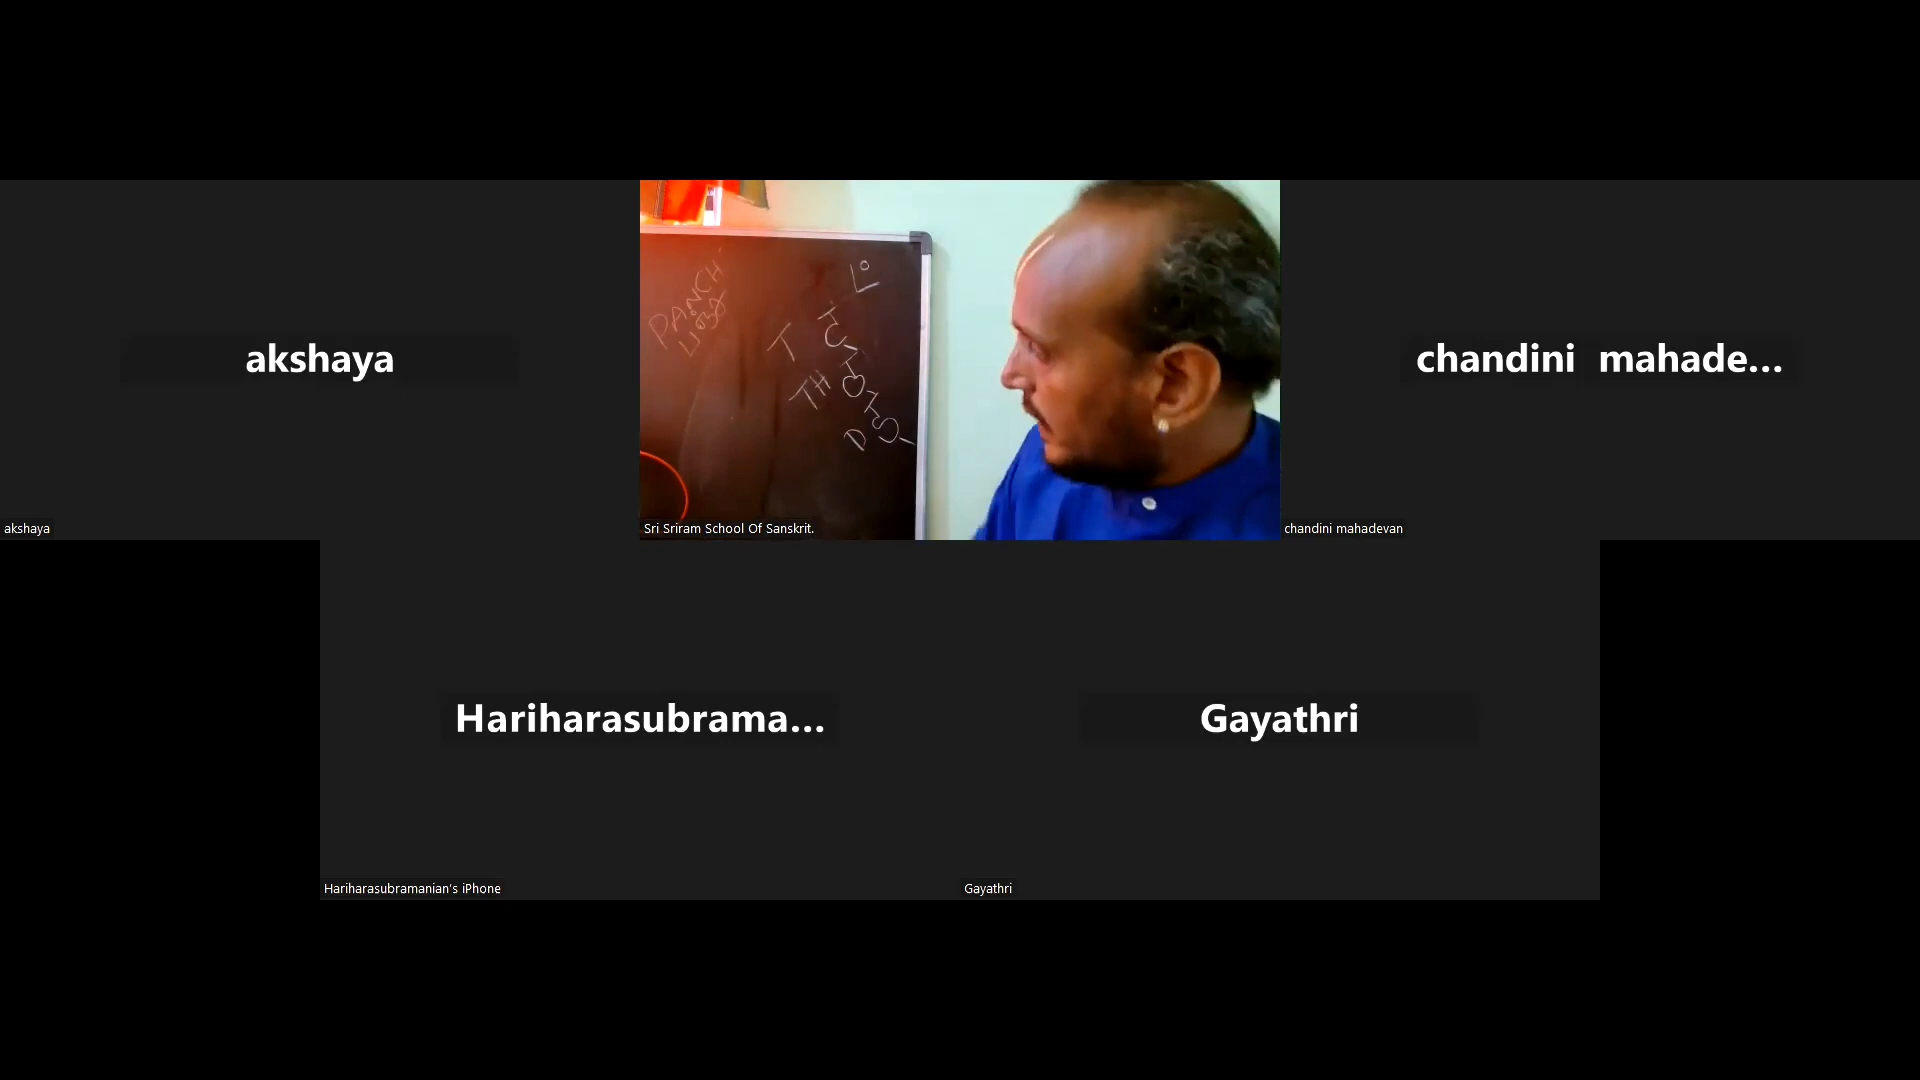 akshaya
PANCH
ட்
T ट्
TH ठ्
D ड्
chandini mahade...
akshaya
Sri Sriram School Of Sanskrit.
chandini mahadevan
Hariharasubrama...
Gayathri
Hariharasubramanian's iPhone
Gayathri